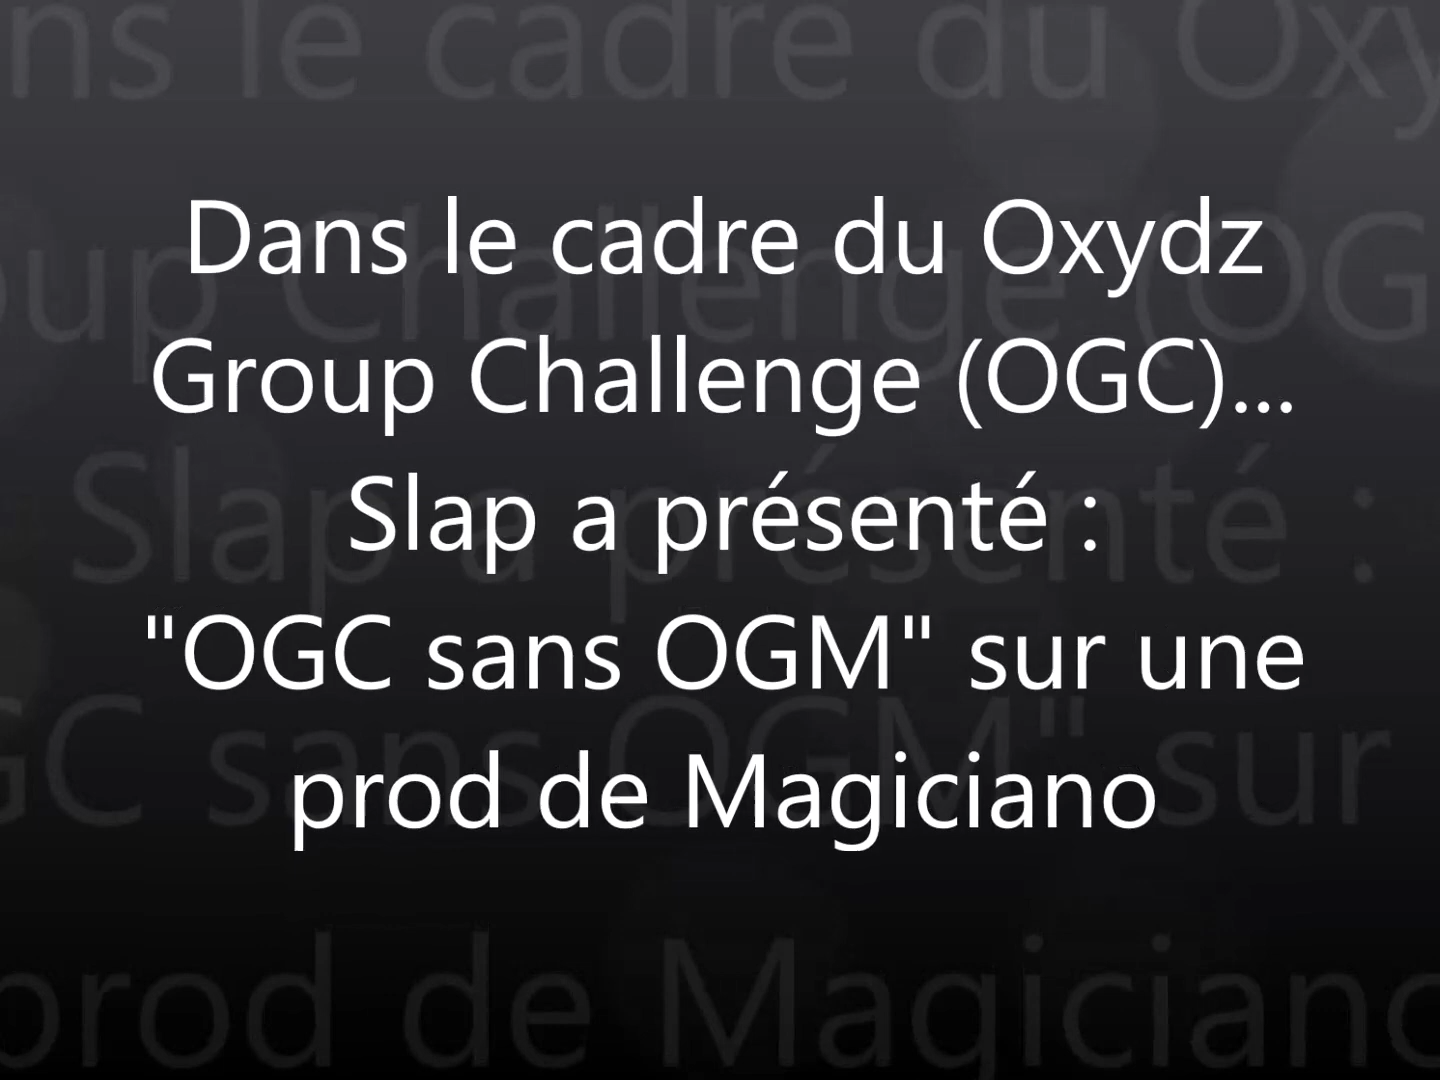 Dans le cadre du Oxydz
Group Challenge (OGC)...
Slap a présenté :
"OGC sans OGM" sur une
prod de Magiciano